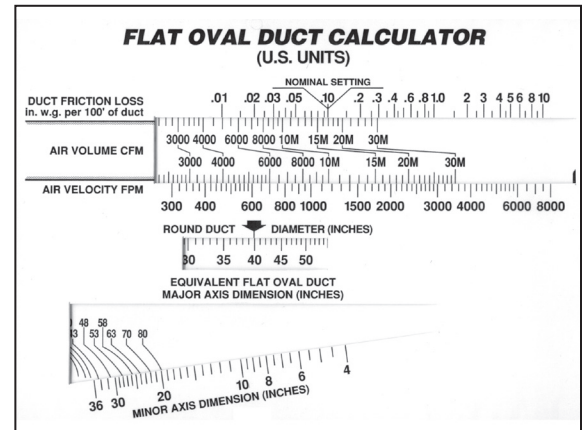 FLAT OVAL DUCT CALCULATOR
(U.S. UNITS)
NOMINAL SETTING
DUCT FRICTION LOSS
in. w.g. per 100' of duct
.01 .02 .03 .05 .10 .2 .3 .4 .6 .8 1.0 2 3 4 5 6 8 10
3000 4000 6000 8000 10M 15M 20M 30M
AIR VOLUME CFM
3000 4000 6000 8000 10M 15M 20M 30M
AIR VELOCITY FPM
300 400 600 800 1000 1500 2000 3000 4000 6000 8000
ROUND DUCT DIAMETER (INCHES)
30 35 40 45 50
EQUIVALENT FLAT OVAL DUCT
MAJOR AXIS DIMENSION (INCHES)
48 58
53 63 70 80
36 30 20 10 8 6 4
MINOR AXIS DIMENSION (INCHES)